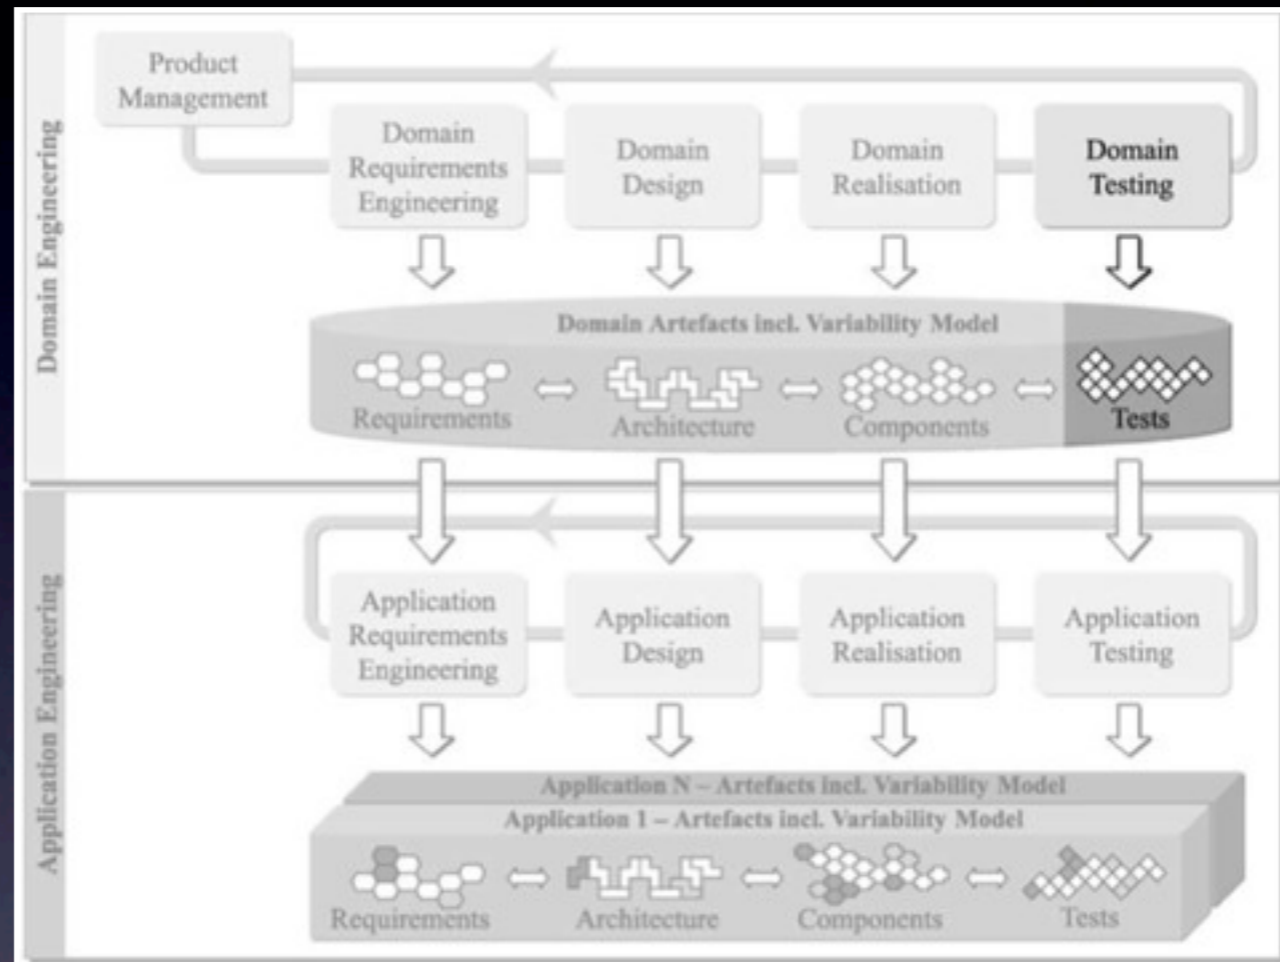 Domain Engineering
Product
Management
Domain
Requirements
Engineering
Domain
Design
Domain
Realisation
Domain
Testing
Domain Artefacts incl. Variability Model
Requirements
Architecture
Components
Tests
Application Engineering
Application
Requirements
Engineering
Application
Design
Application
Realisation
Application
Testing
Application N – Artefacts incl. Variability Model
Application 1 – Artefacts incl. Variability Model
Requirements
Architecture
Components
Tests